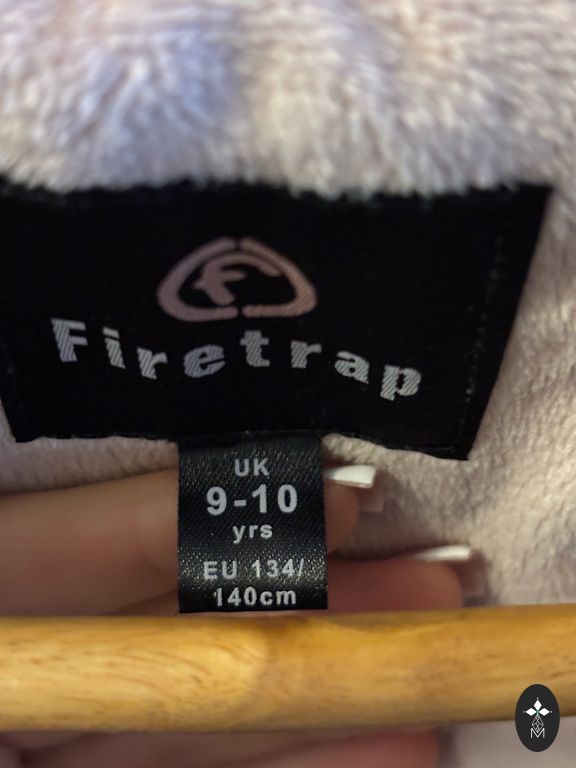 Firetrap
UK
9-10
yrs
EU 134/
140cm